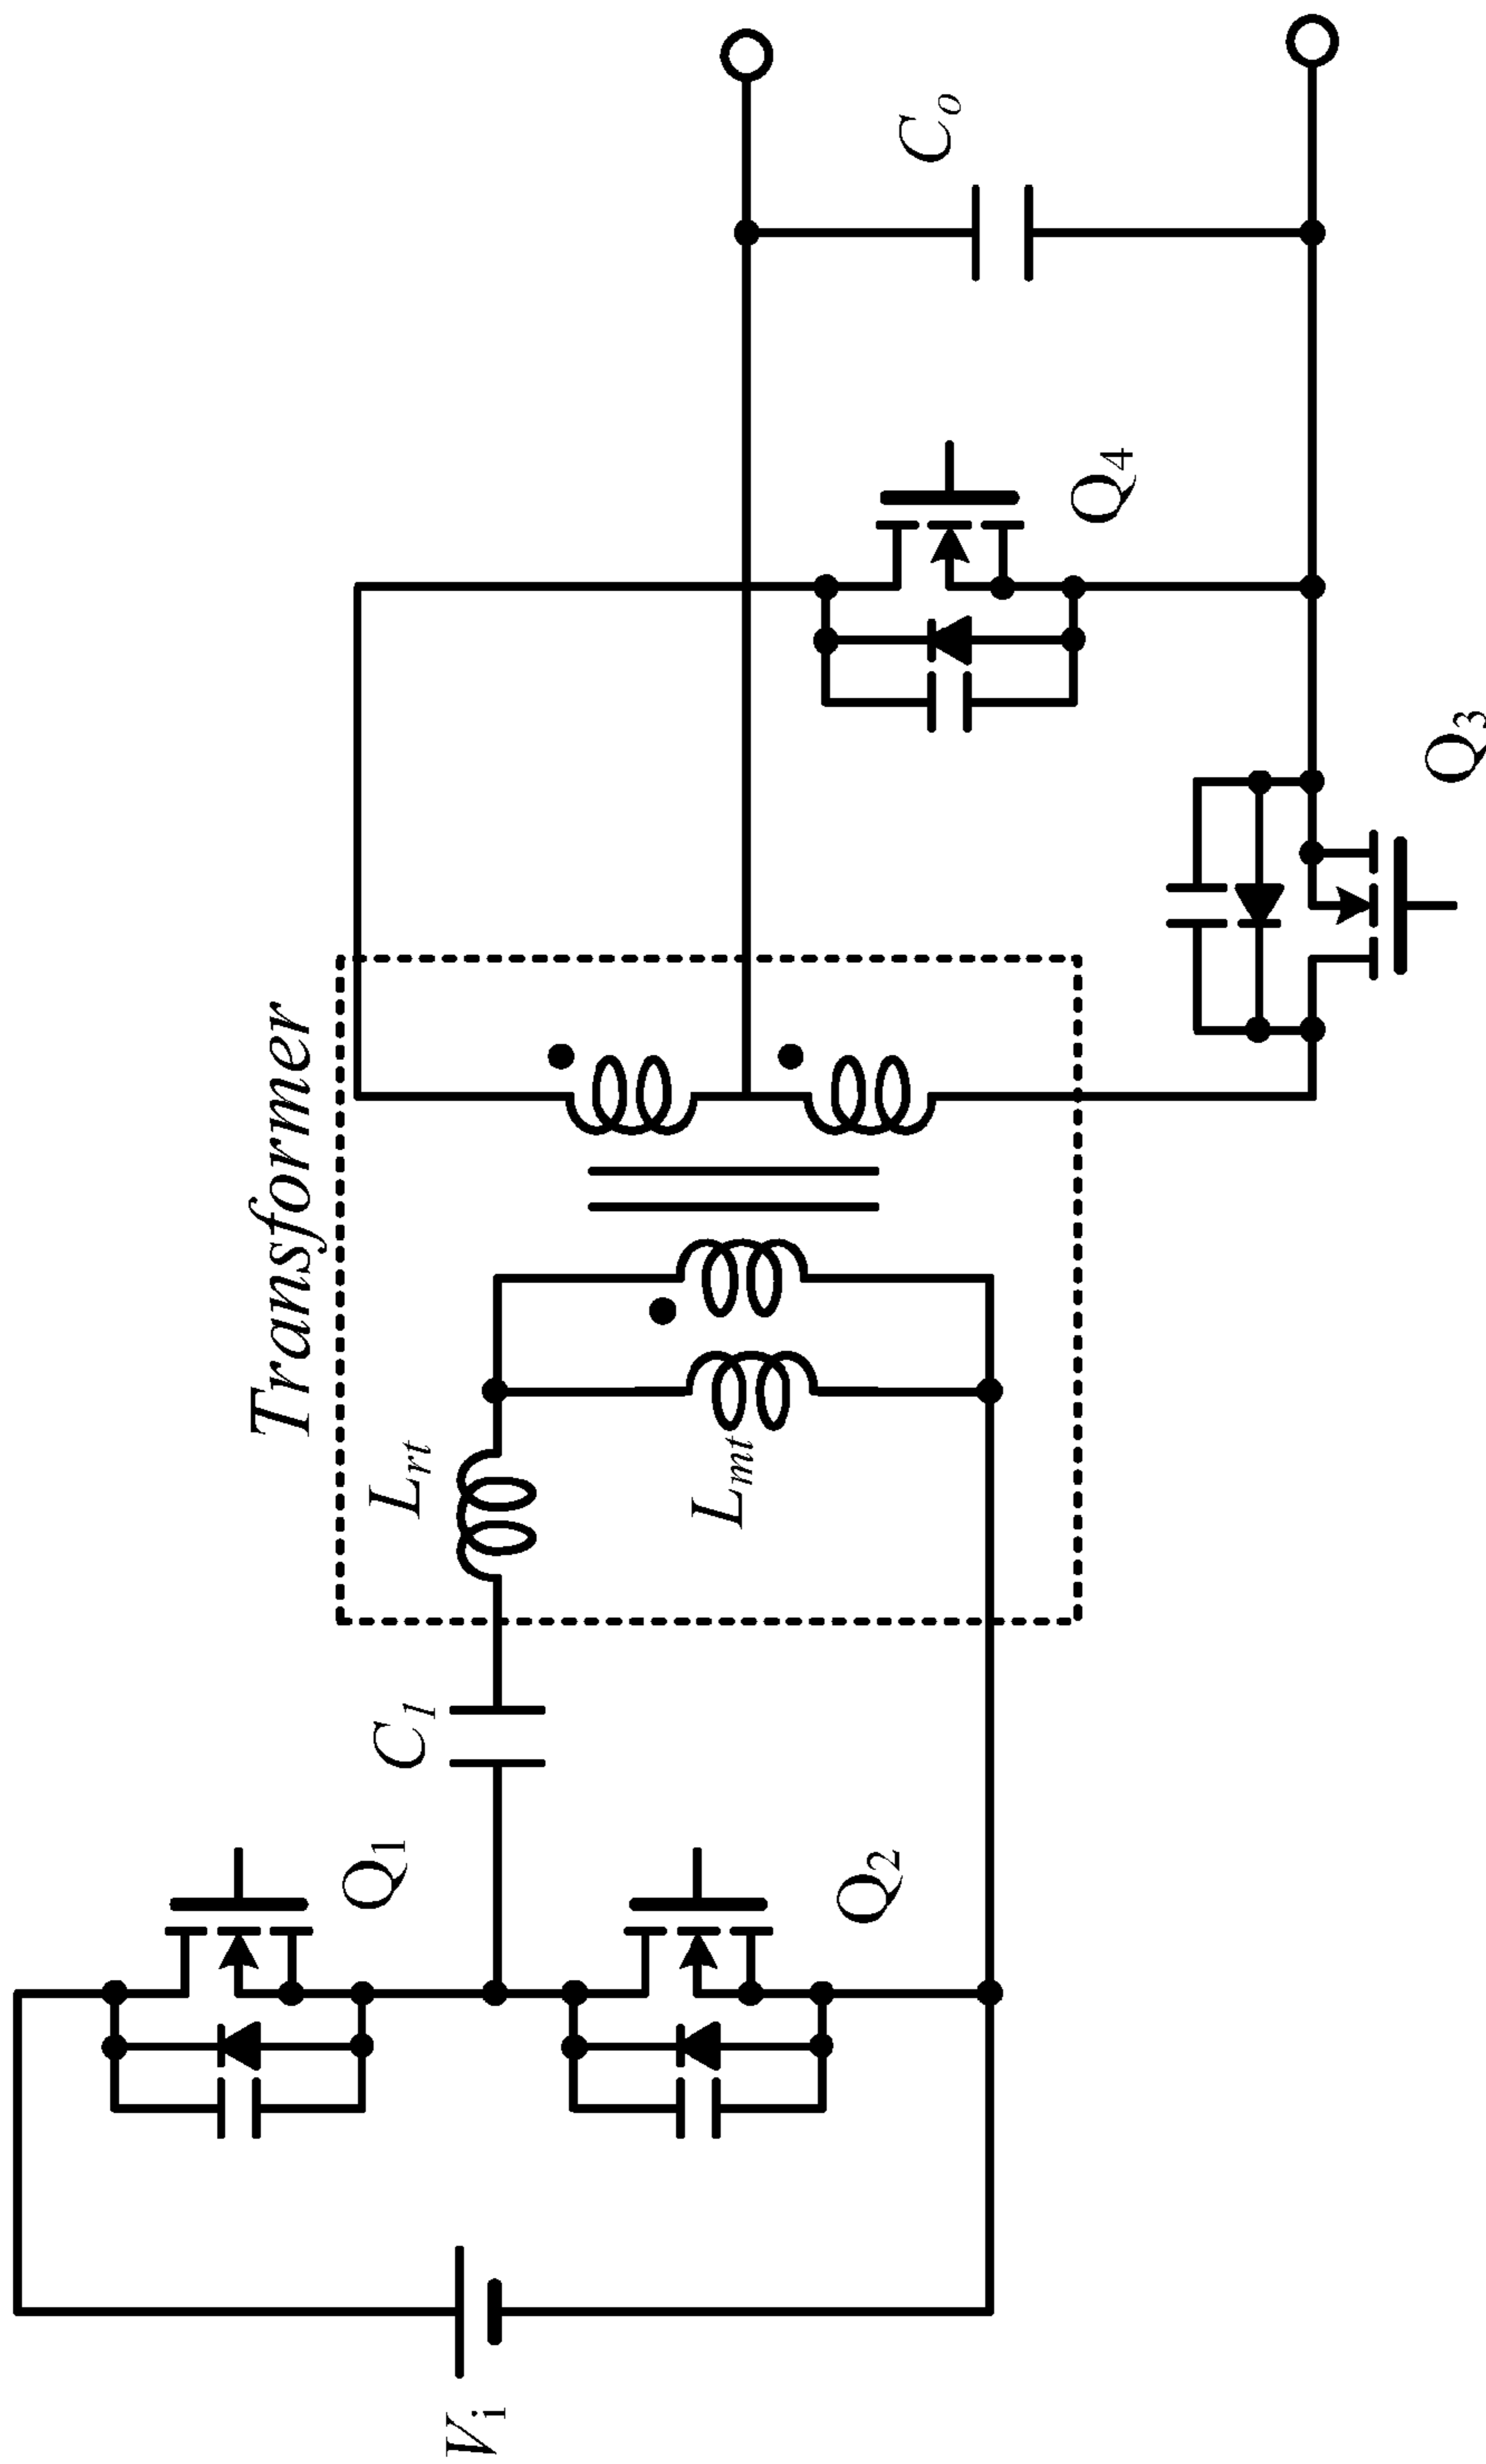 Transformer
Q1
C1
Lrt
Vi
Lmt
Q2
Q4
Co
Q3